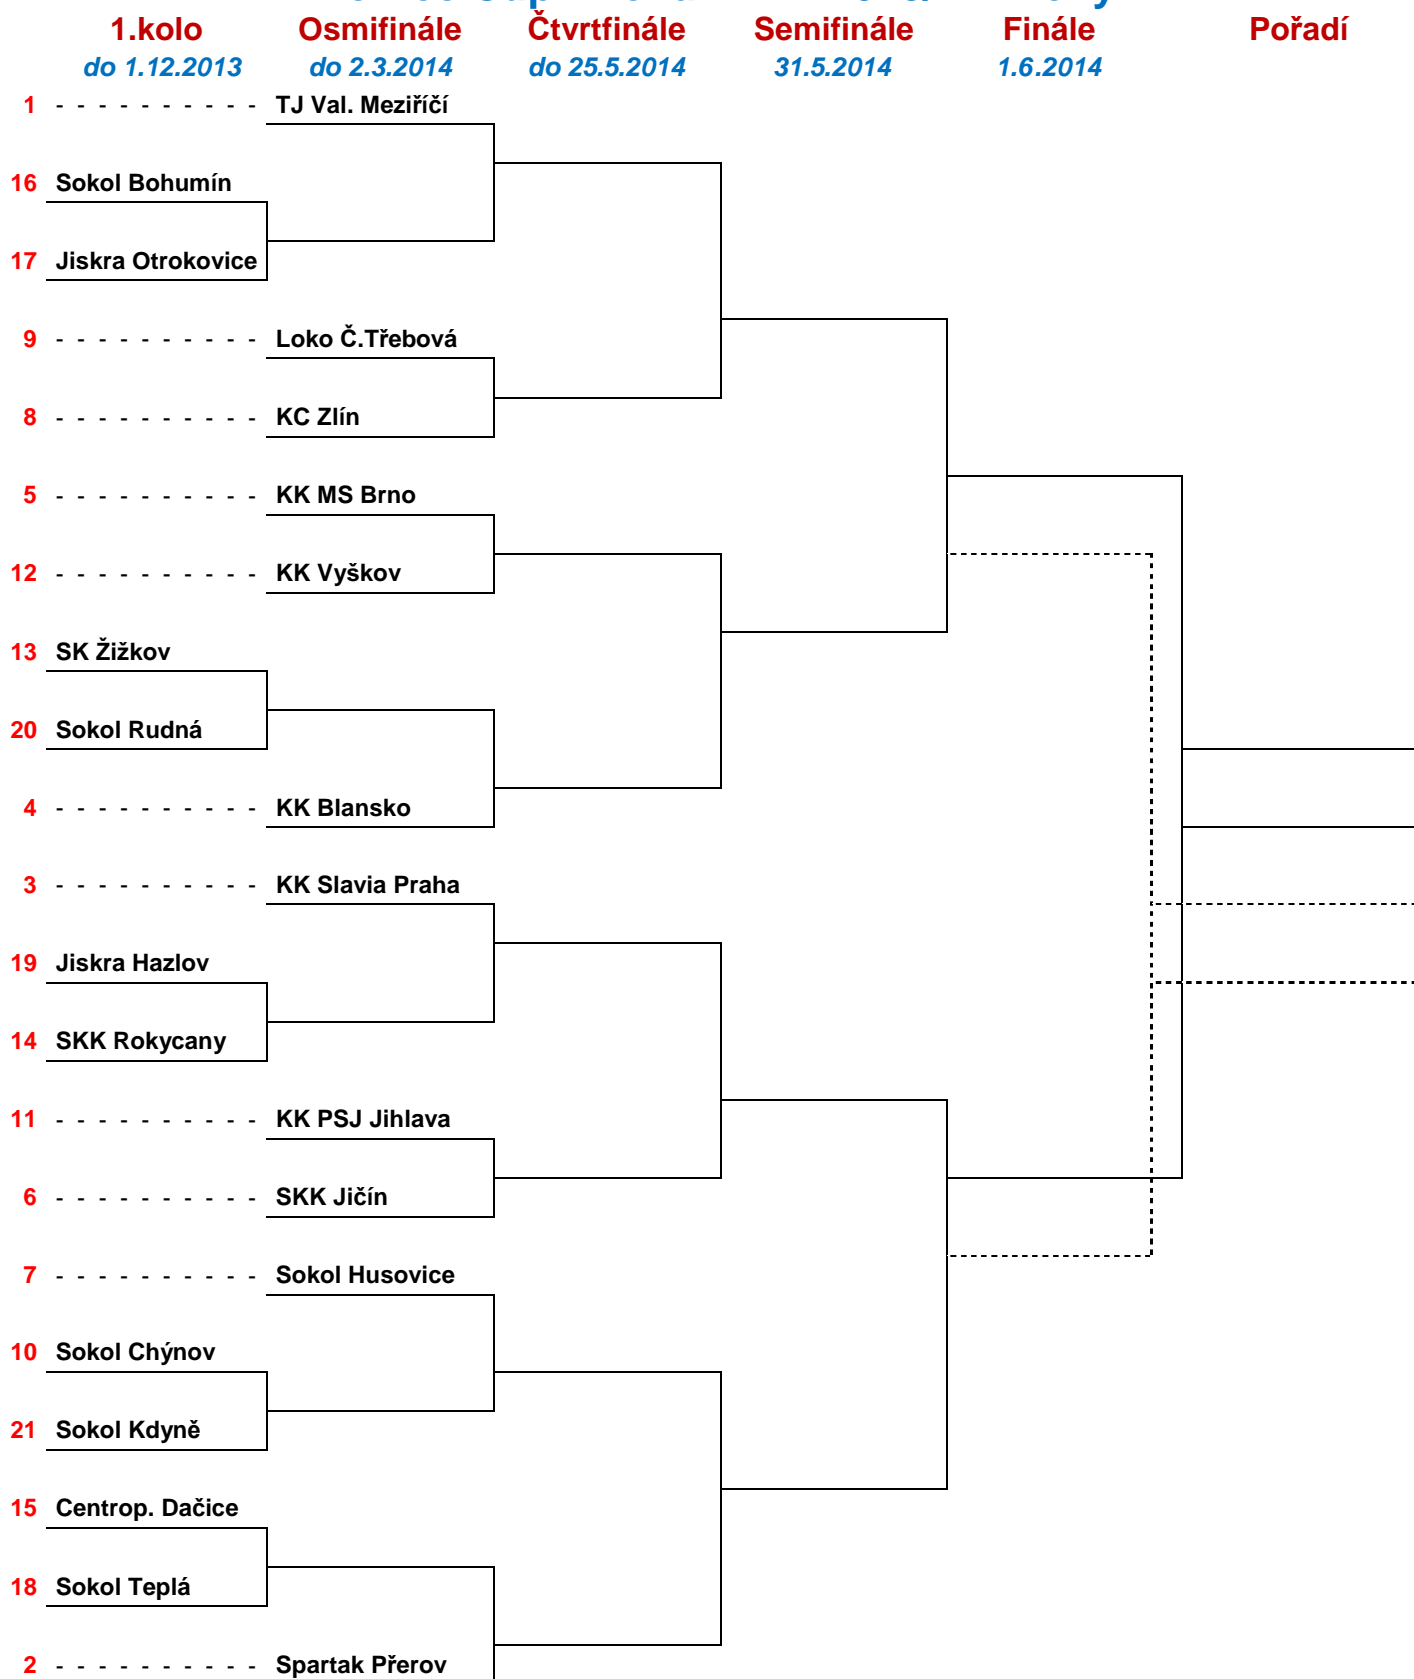 1.kolo Osmifinále Čtvrtfinále Semifinále Finále Pořadí
do 1.12.2013 do 2.3.2014 do 25.5.2014 31.5.2014 1.6.2014
1 - - - - - - - - - - TJ Val. Meziříčí
16 Sokol Bohumín
17 Jiskra Otrokovice
9 - - - - - - - - - - Loko Č.Třebová
8 - - - - - - - - - - KC Zlín
5 - - - - - - - - - - KK MS Brno
12 - - - - - - - - - - KK Vyškov
13 SK Žižkov
20 Sokol Rudná
4 - - - - - - - - - - KK Blansko
3 - - - - - - - - - - KK Slavia Praha
19 Jiskra Hazlov
14 SKK Rokycany
11 - - - - - - - - - - KK PSJ Jihlava
6 - - - - - - - - - - SKK Jičín
7 - - - - - - - - - - Sokol Husovice
10 Sokol Chýnov
21 Sokol Kdyně
15 Centrop. Dačice
18 Sokol Teplá
2 - - - - - - - - - - Spartak Přerov